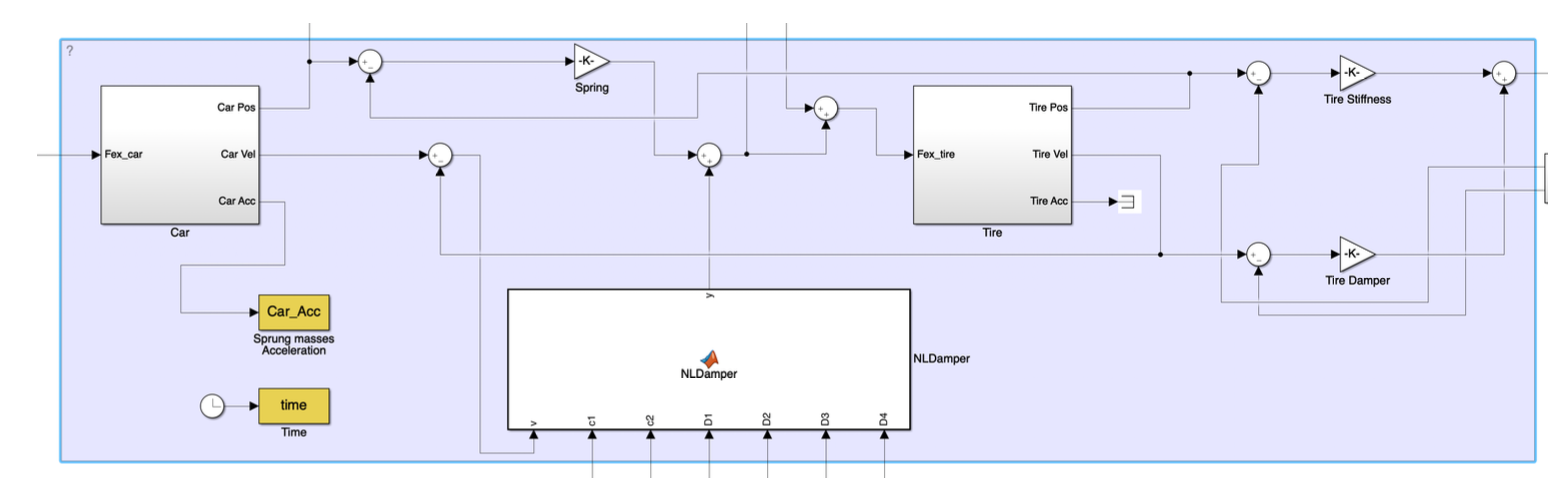 ?
-K-
Spring
Car Pos
Fex_car
Car Vel
Car Acc
Car
+
-
+
-
+
+
+
+
Tire Pos
Fex_tire
Tire Vel
Tire Acc
Tire
+
-
-K-
Tire Stiffness
+
+
+
-
-K-
Tire Damper
+
-
Car_Acc
Sprung masses
Acceleration
time
Time
y
NLDamper
NLDamper
v
c1
c2
D1
D2
D3
D4